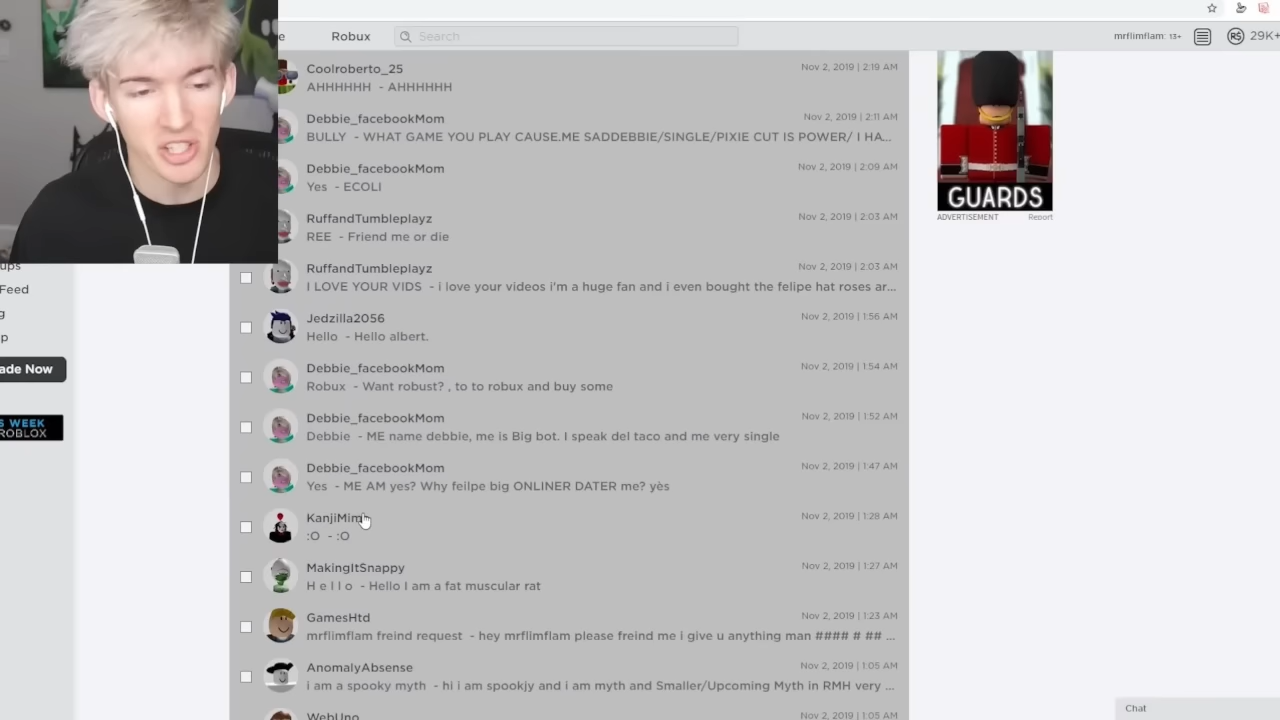 e
Robux
Search
mrflimflam: 13+
29K+
Coolroberto_25
Nov 2, 2019 | 2:19 AM
AHHHHHH - AHHHHHH
Debbie_facebookMom
Nov 2, 2019 | 2:11 AM
BULLY - WHAT GAME YOU PLAY CAUSE.ME SADDEBBIE/SINGLE/PIXIE CUT IS POWER/ I HA...
Debbie_facebookMom
Nov 2, 2019 | 2:09 AM
Yes - ECOLI
RuffandTumbleplayz
Nov 2, 2019 | 2:03 AM
REE - Friend me or die
RuffandTumbleplayz
Nov 2, 2019 | 2:03 AM
I LOVE YOUR VIDS - i love your videos i'm a huge fan and i even bought the felipe hat roses ar...
Jedzilla2056
Nov 2, 2019 | 1:56 AM
Hello - Hello albert.
Debbie_facebookMom
Nov 2, 2019 | 1:54 AM
Robux - Want robust? , to to robux and buy some
Debbie_facebookMom
Nov 2, 2019 | 1:52 AM
Debbie - ME name debbie, me is Big bot. I speak del taco and me very single
Debbie_facebookMom
Nov 2, 2019 | 1:47 AM
Yes - ME AM yes? Why feilpe big ONLINER DATER me? yès
Nov 2, 2019 | 1:28 AM
:O - :O
MakingItSnappy
Nov 2, 2019 | 1:27 AM
H e l l o - Hello I am a fat muscular rat
GamesHtd
Nov 2, 2019 | 1:23 AM
mrflimflam freind request - hey mrflimflam please freind me i give u anything man #### # ## ...
AnomalyAbsense
Nov 2, 2019 | 1:05 AM
i am a spooky myth - hi i am spookjy and i am myth and Smaller/Upcoming Myth in RMH very ...
WebUno
Nov 2, 2019 | 1:05 AM
ups
Feed
g
p
ade Now
S WEEK
ROBLOX
GUARDS
ADVERTISEMENT
Report
Chat